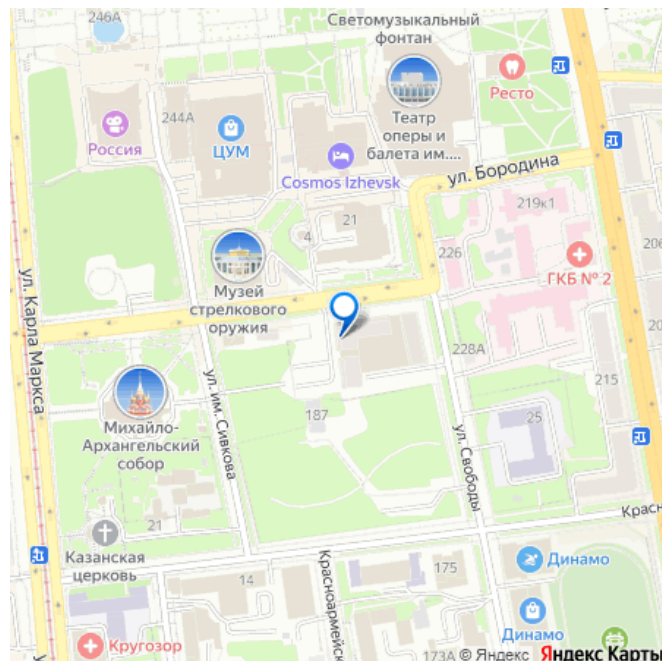 246А
Светомузыкальный
фонтан
Ресто
244А
Россия
ЦУМ
Театр
оперы и
балета им....
Cosmos Izhevsk
ул. Бородина
219к1
21
4
226
ГКБ № 2
Музей
стрелкового
оружия
ул. Карла Маркса
228А
215
ул. им. Сивкова
Михайло-
Архангельский
собор
187
25
ул. Свободы
21
Казанская
церковь
14
175
Динамо
Динамо
Кругозор
173А
© Яндекс Яндекс Карты